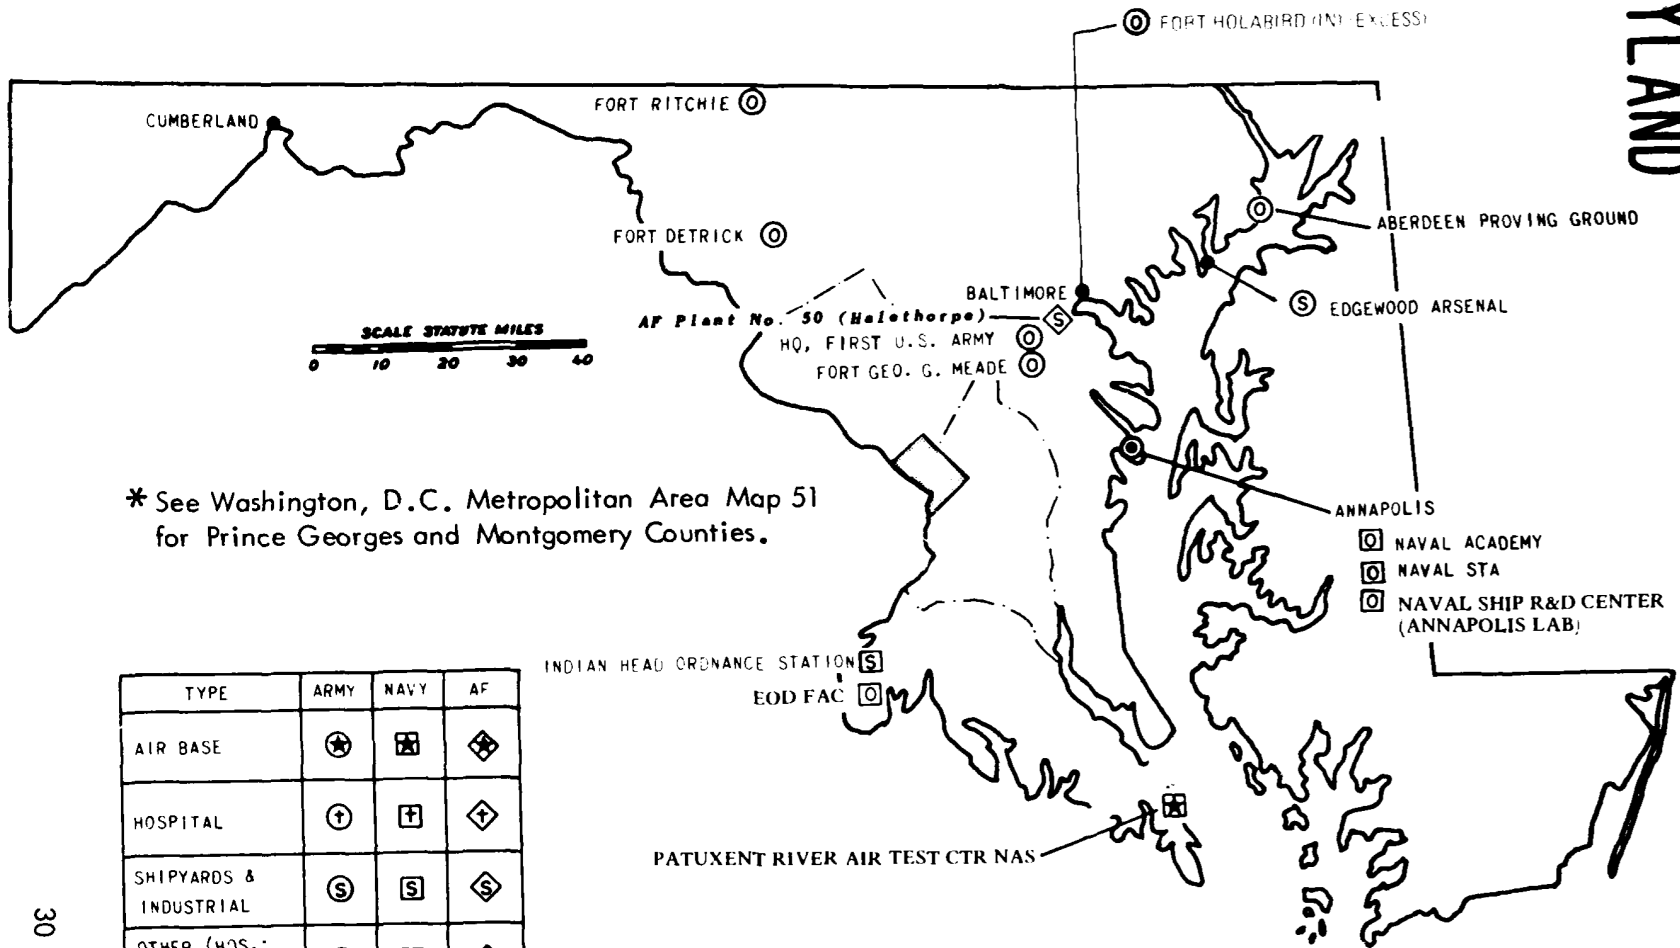 FORT HOLABIRD (IN EXCESS)
YLAND
CUMBERLAND
FORT RITCHIE
ABERDEEN PROVING GROUND
FORT DETRICK
BALTIMORE
EDGEWOOD ARSENAL
AF Plant No. 50 (Halethorpe)
SCALE STATUTE MILES
0 10 20 30 40
HQ, FIRST U.S. ARMY
FORT GEO. G. MEADE
* See Washington, D.C. Metropolitan Area Map 51
for Prince Georges and Montgomery Counties.
ANNAPOLIS
O NAVAL ACADEMY
O NAVAL STA
O NAVAL SHIP R&D CENTER
(ANNAPOLIS LAB)
INDIAN HEAD ORDNANCE STATION S
EOD FAC O
PATUXENT RIVER AIR TEST CTR NAS
TYPE ARMY NAVY AF
AIR BASE
HOSPITAL
SHIPYARDS &
INDUSTRIAL S S S
30